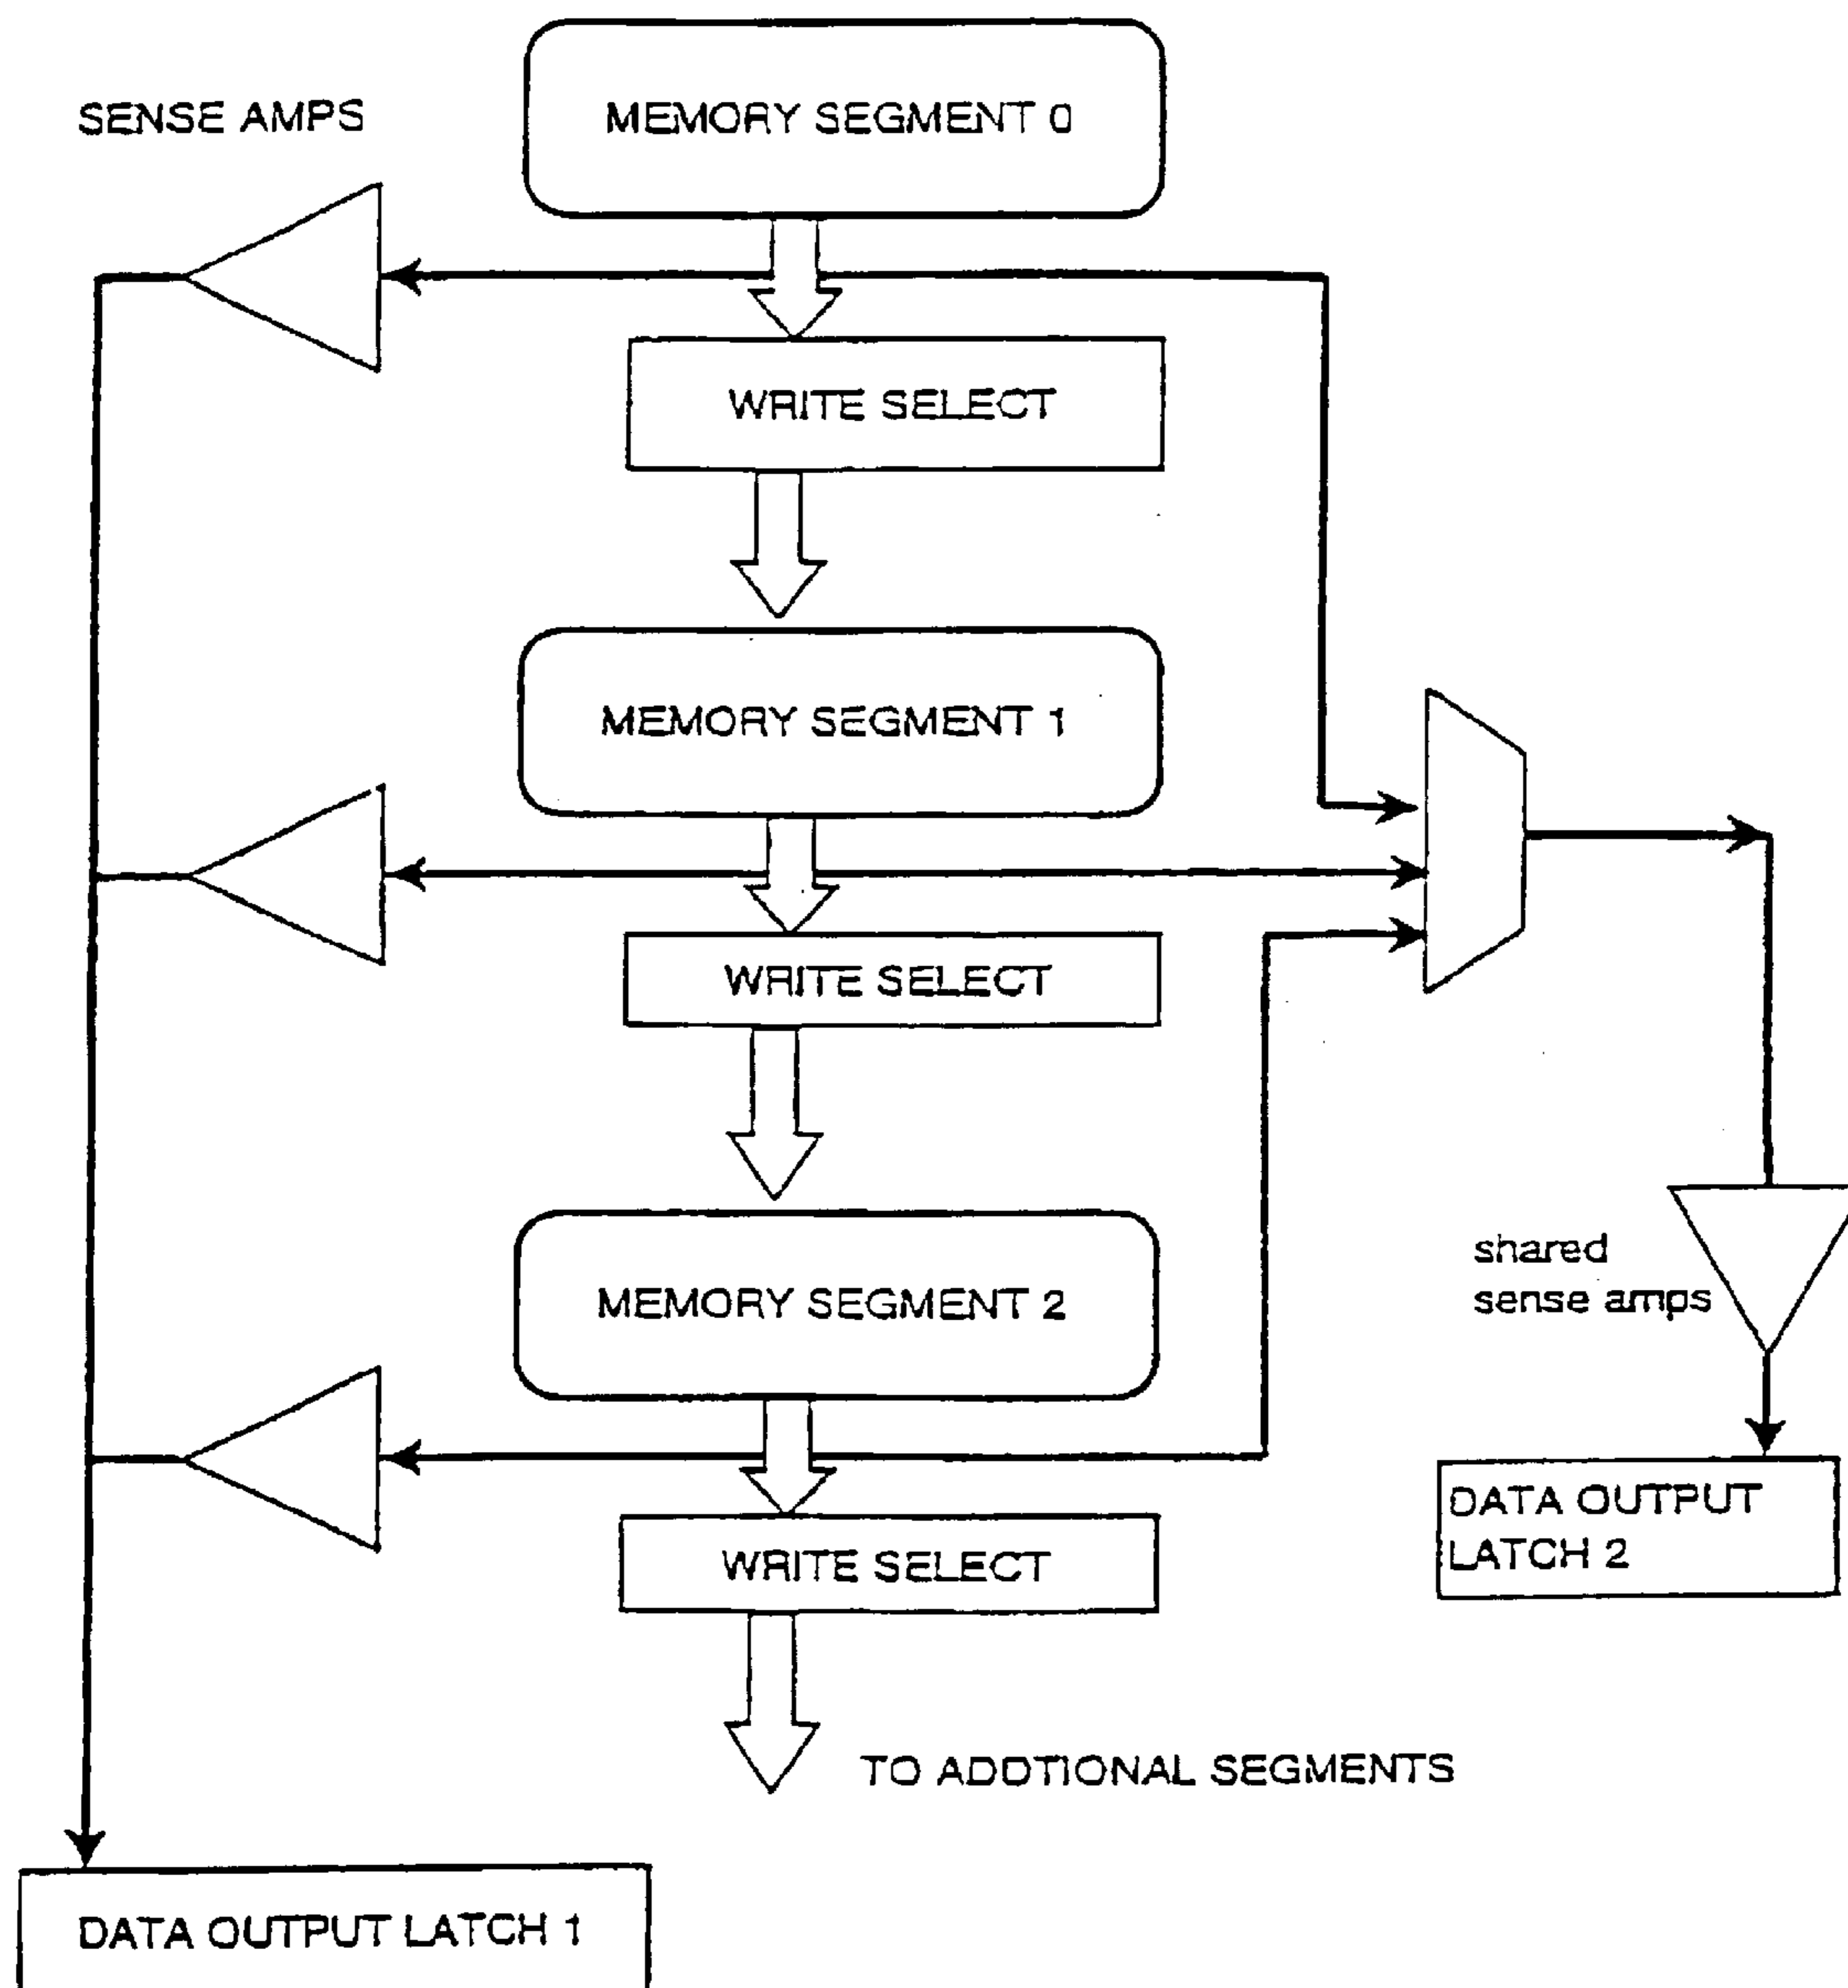 SENSE AMPS
MEMORY SEGMENT 0
WRITE SELECT
MEMORY SEGMENT 1
WRITE SELECT
MEMORY SEGMENT 2
shared
sense amps
DATA OUTPUT
LATCH 2
WRITE SELECT
TO ADDTIONAL SEGMENTS
DATA OUTPUT LATCH 1